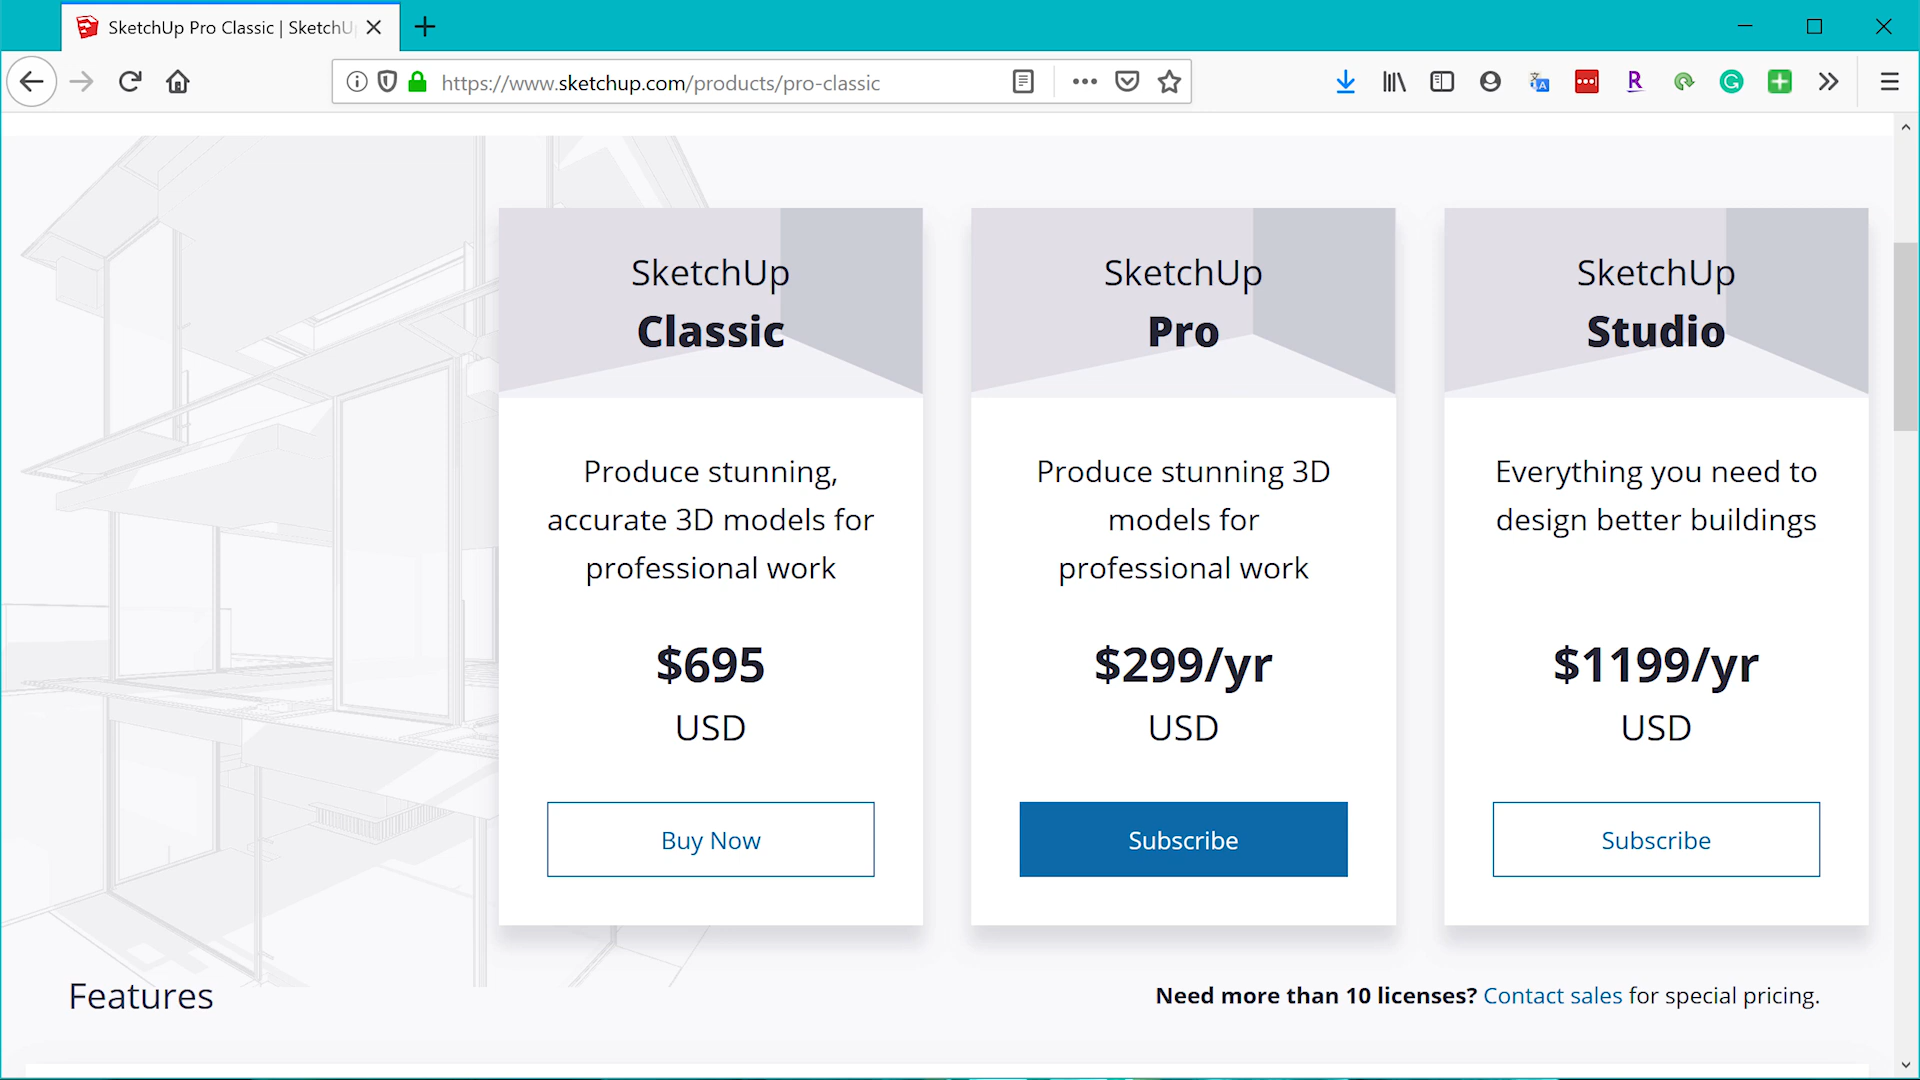 SketchUp Pro Classic | SketchU
https://www.sketchup.com/products/pro-classic
SketchUp
Classic
Produce stunning,
accurate 3D models for
professional work
$695
USD
Buy Now
SketchUp
Pro
Produce stunning 3D
models for
professional work
$299/yr
USD
Subscribe
SketchUp
Studio
Everything you need to
design better buildings
$1199/yr
USD
Subscribe
Features
Need more than 10 licenses? Contact sales for special pricing.